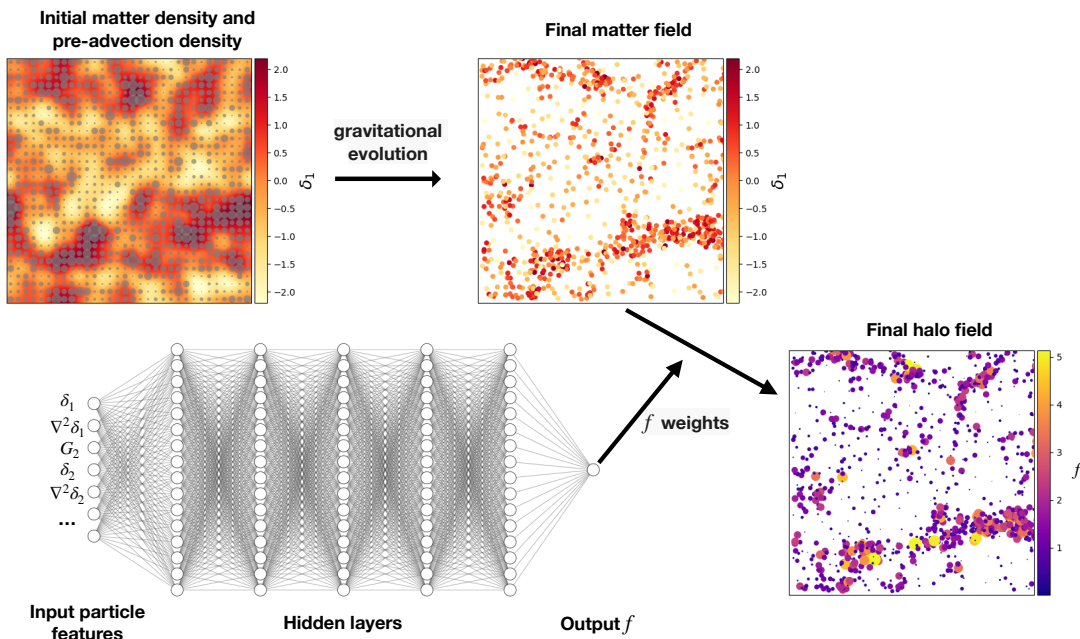 Initial matter density and
pre-advection density
2.0
1.5
1.0
0.5
0.0
−0.5
−1.0
−1.5
−2.0
δ₁
gravitational
evolution
Final matter field
2.0
1.5
1.0
0.5
0.0
−0.5
−1.0
−1.5
−2.0
δ₁
δ₁
∇²δ₁
G₂
δ₂
∇²δ₂
...
Input particle
features
Hidden layers
Output f
f weights
Final halo field
5
4
3
2
1
f